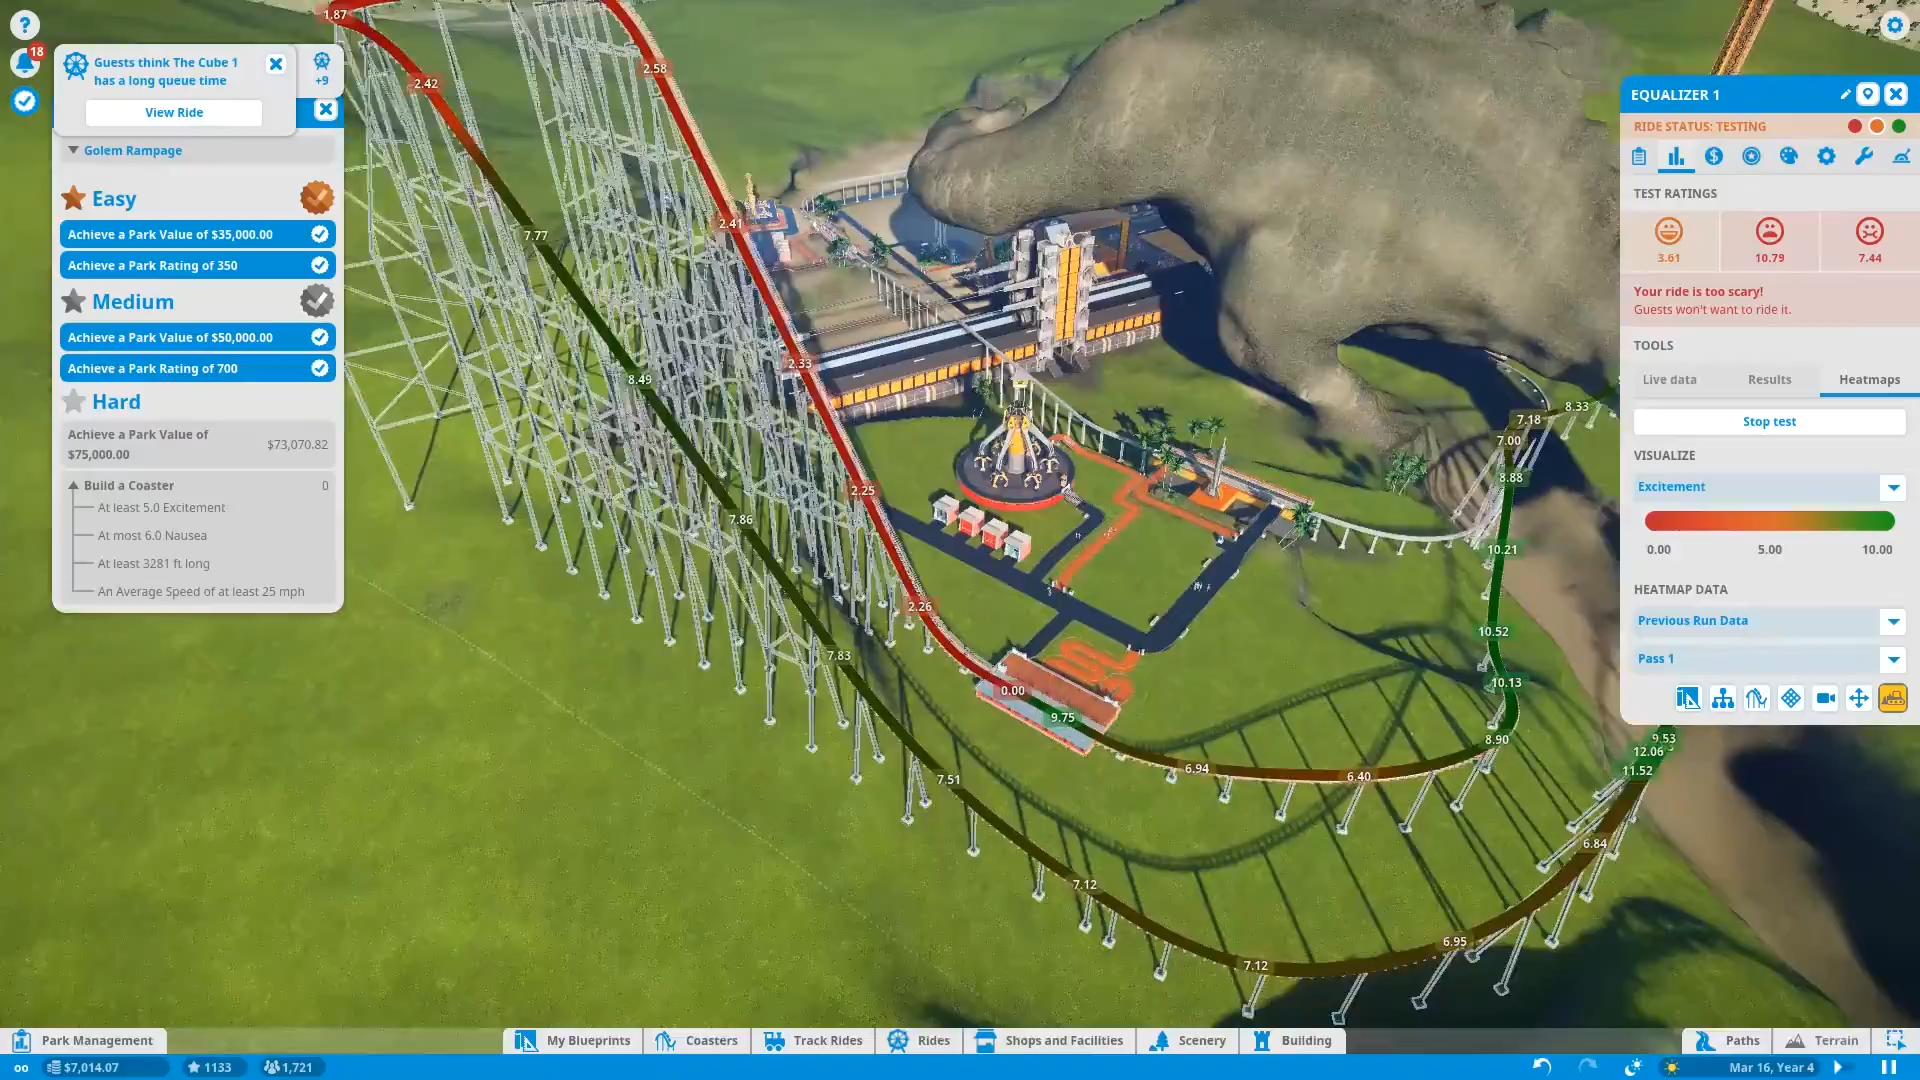 18
Guests think The Cube 1
has a long queue time
View Ride
+9
Golem Rampage
Easy
Achieve a Park Value of $35,000.00
Achieve a Park Rating of 350
Medium
Achieve a Park Value of $50,000.00
Achieve a Park Rating of 700
Hard
Achieve a Park Value of
$75,000.00
$73,070.82
Build a Coaster
0
At least 5.0 Excitement
At most 6.0 Nausea
At least 3281 ft long
An Average Speed of at least 25 mph
1.87
2.42
2.58
2.41
7.77
2.33
8.49
2.25
7.86
2.26
7.83
0.00
9.75
7.51
6.94
6.40
7.12
7.12
6.95
6.84
8.90
10.13
10.52
10.21
8.88
7.00
7.18
8.33
9.53
12.06
11.52
EQUALIZER 1
RIDE STATUS: TESTING
TEST RATINGS
3.61
10.79
7.44
Your ride is too scary!
Guests won't want to ride it.
TOOLS
Live data
Results
Heatmaps
Stop test
VISUALIZE
Excitement
0.00
5.00
10.00
HEATMAP DATA
Previous Run Data
Pass 1
Park Management
My Blueprints
Coasters
Track Rides
Rides
Shops and Facilities
Scenery
Building
Paths
Terrain
$7,014.07
1133
1,721
Mar 16, Year 4